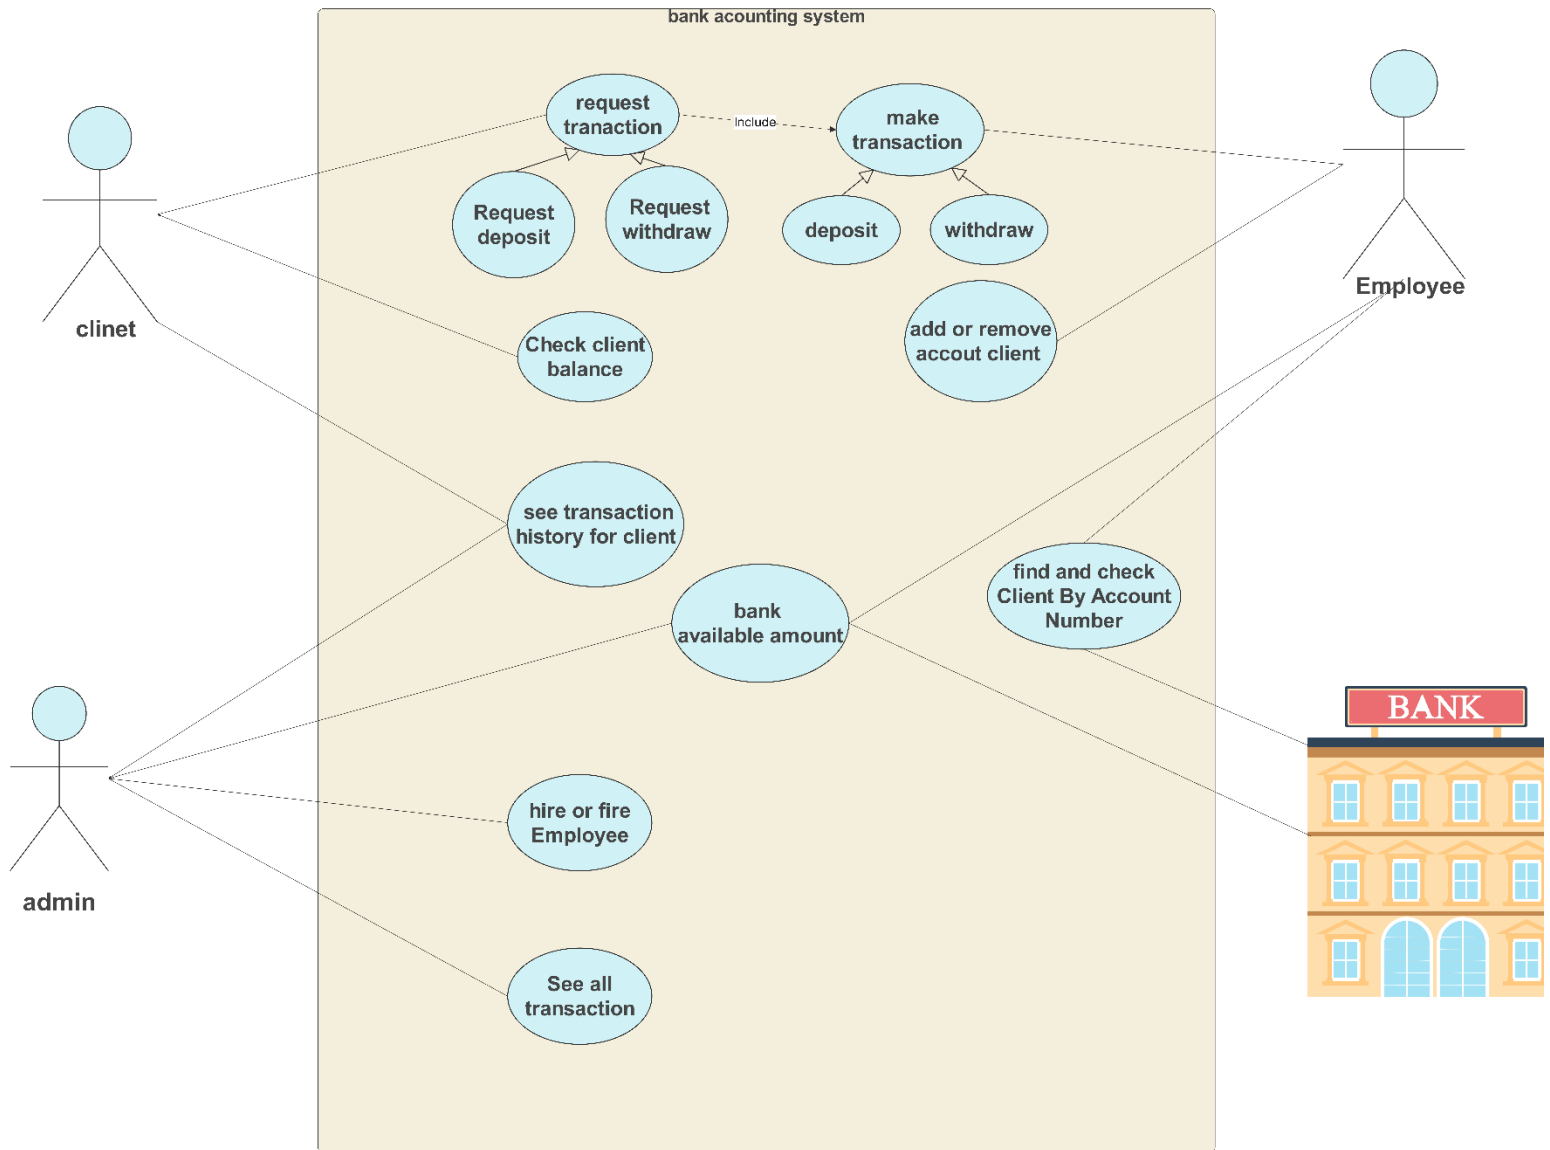 bank acounting system
request
tranaction
Include
make
transaction
Request
deposit
Request
withdraw
deposit
withdraw
Employee
clinet
Check client
balance
add or remove
accout client
see transaction
history for client
find and check
Client By Account
Number
bank
available amount
BANK
hire or fire
Employee
admin
See all
transaction